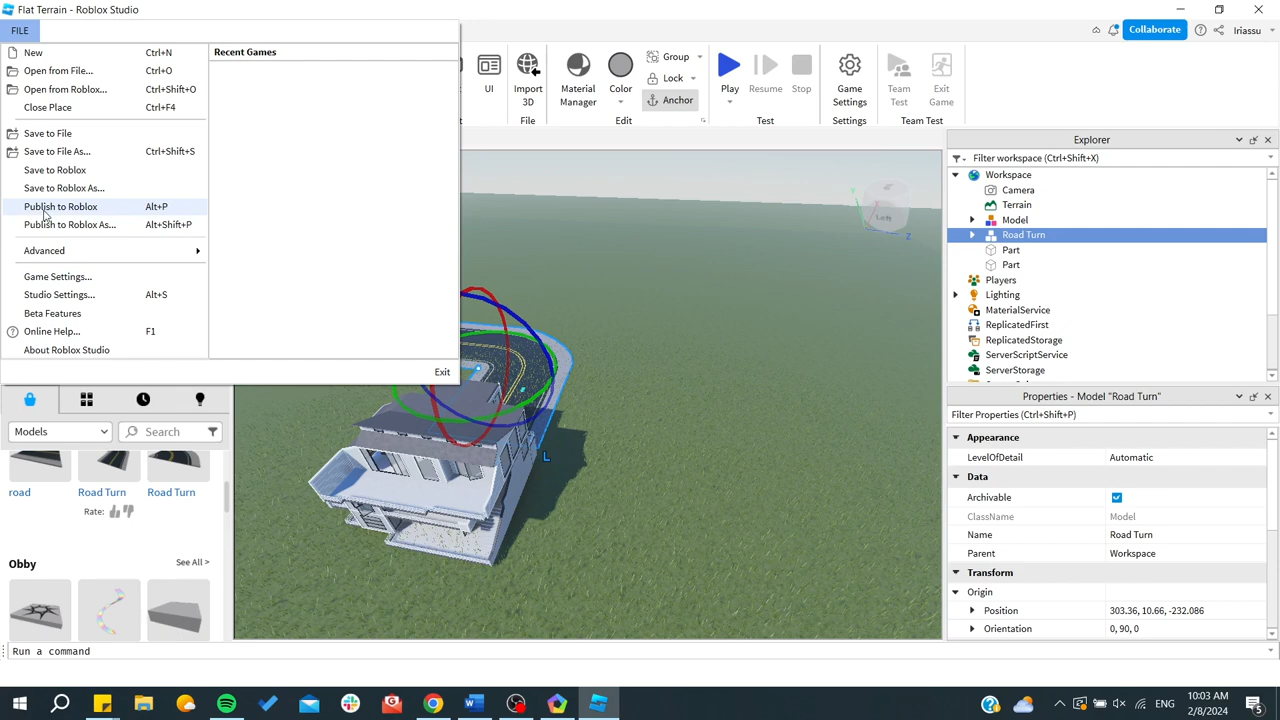 Flat Terrain - Roblox Studio
FILE
Collaborate
Iriassu
New Ctrl+N
Open from File... Ctrl+O
Open from Roblox... Ctrl+Shift+O
Close Place Ctrl+F4
Save to File
Save to File As... Ctrl+Shift+S
Save to Roblox
Save to Roblox As...
Publish to Roblox Alt+P
Publish to Roblox As... Alt+Shift+P
Advanced
Game Settings...
Studio Settings... Alt+S
Beta Features
Online Help... F1
About Roblox Studio
Recent Games
Exit
UI
Import
3D
File
Material
Manager
Color
Group
Lock
Anchor
Edit
Play
Resume
Stop
Test
Game
Settings
Settings
Team
Test
Exit
Game
Team Test
Left
Y
Z
L
Explorer
Filter workspace (Ctrl+Shift+X)
Workspace
Camera
Terrain
Model
Road Turn
Part
Part
Players
Lighting
MaterialService
ReplicatedFirst
ReplicatedStorage
ServerScriptService
ServerStorage
Properties - Model "Road Turn"
Filter Properties (Ctrl+Shift+P)
Appearance
LevelOfDetail Automatic
Data
Archivable
ClassName Model
Name Road Turn
Parent Workspace
Transform
Origin
Position 303.36, 10.66, -232.086
Orientation 0, 90, 0
Models
Search
road
Road Turn
Road Turn
Rate:
Obby
See All >
Run a command
ENG
10:03 AM
2/8/2024
5